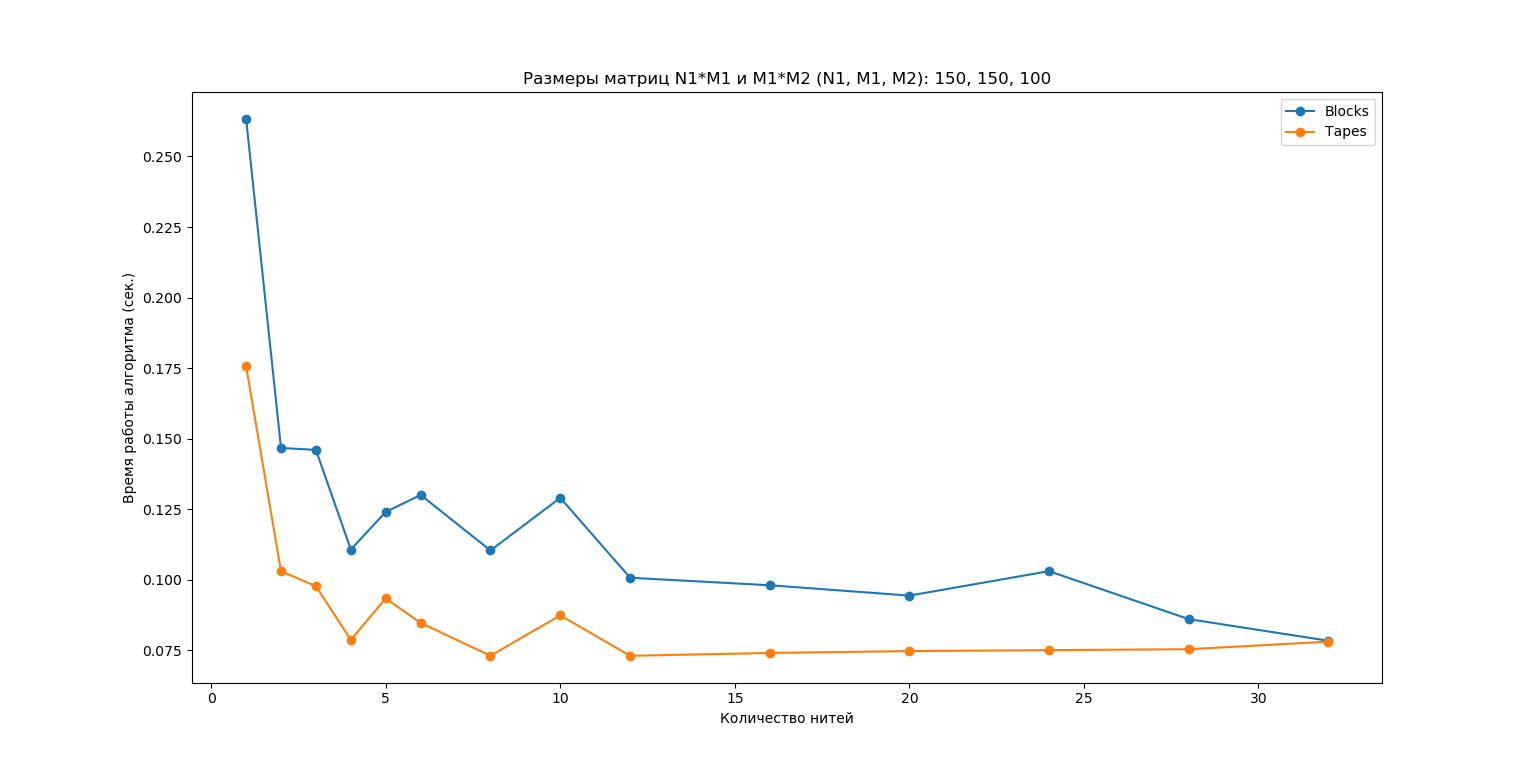 Размеры матриц N1*M1 и M1*M2 (N1, M1, M2): 150, 150, 100
Blocks
Tapes
Время работы алгоритма (сек.)
0.250
0.225
0.200
0.175
0.150
0.125
0.100
0.075
0 5 10 15 20 25 30
Количество нитей